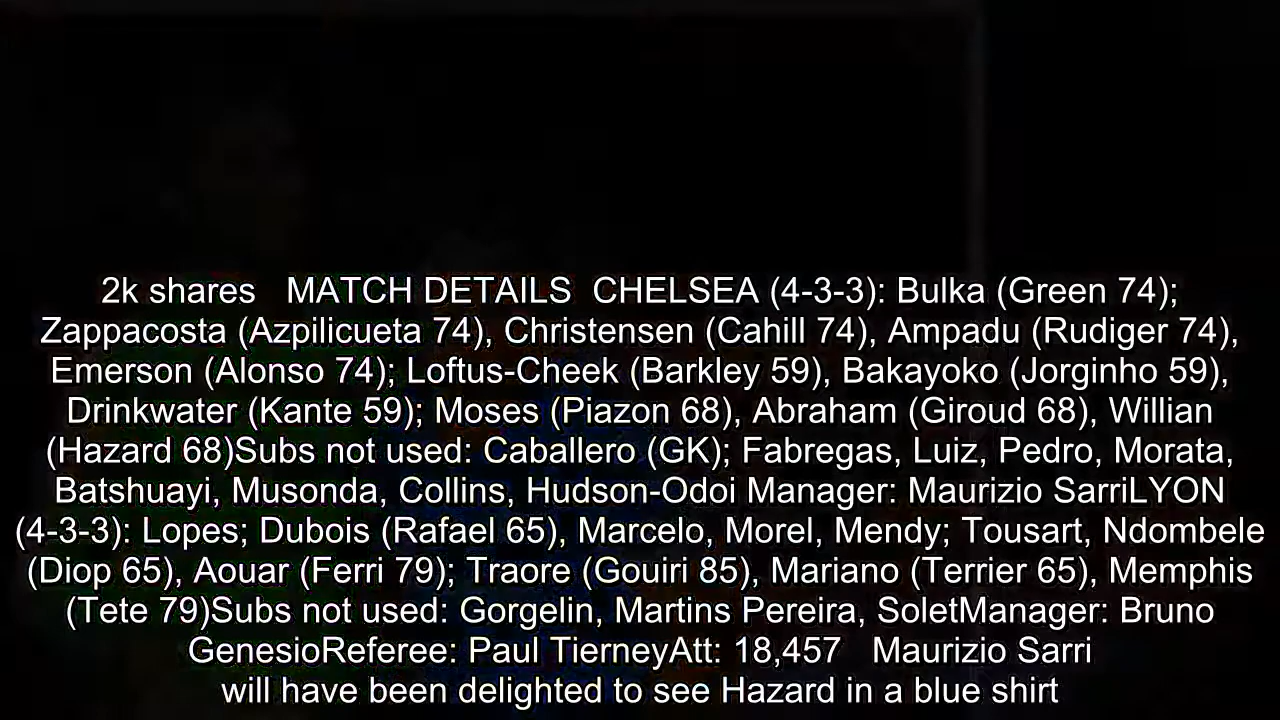 2k shares   MATCH DETAILS  CHELSEA (4-3-3): Bulka (Green 74);
Zappacosta (Azpilicueta 74), Christensen (Cahill 74), Ampadu (Rudiger 74),
Emerson (Alonso 74); Loftus-Cheek (Barkley 59), Bakayoko (Jorginho 59),
Drinkwater (Kante 59); Moses (Piazon 68), Abraham (Giroud 68), Willian
(Hazard 68)Subs not used: Caballero (GK); Fabregas, Luiz, Pedro, Morata,
Batshuayi, Musonda, Collins, Hudson-Odoi Manager: Maurizio SarriLYON
(4-3-3): Lopes; Dubois (Rafael 65), Marcelo, Morel, Mendy; Tousart, Ndombele
(Diop 65), Aouar (Ferri 79); Traore (Gouiri 85), Mariano (Terrier 65), Memphis
(Tete 79)Subs not used: Gorgelin, Martins Pereira, SoletManager: Bruno
GenesioReferee: Paul TierneyAtt: 18,457   Maurizio Sarri
will have been delighted to see Hazard in a blue shirt